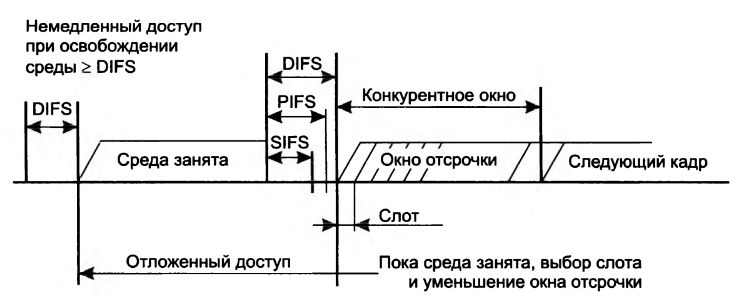 Немедленный доступ
при освобождении
среды ≥ DIFS
DIFS
DIFS
PIFS
SIFS
Конкурентное окно
Среда занята
Окно отсрочки
Следующий кадр
Слот
Отложенный доступ
Пока среда занята, выбор слота
и уменьшение окна отсрочки